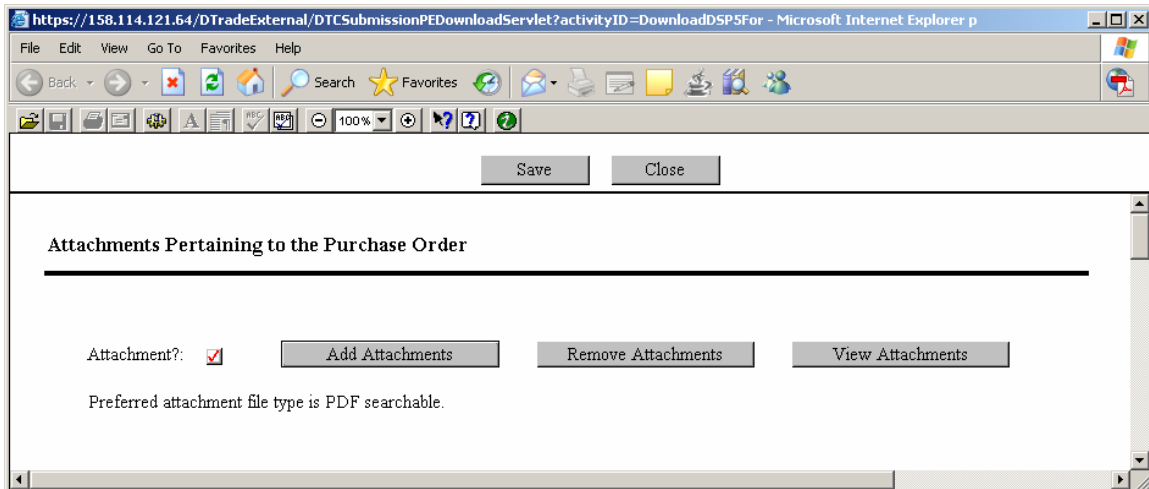 https://158.114.121.64/DTradeExternal/DTCSubmissionPEDownloadServlet?activityID=DownloadDSP5For - Microsoft Internet Explorer p
File Edit View Go To Favorites Help
Back Search Favorites
ABC ABC 100%
Save Close
Attachments Pertaining to the Purchase Order
Attachment?: Add Attachments Remove Attachments View Attachments
Preferred attachment file type is PDF searchable.